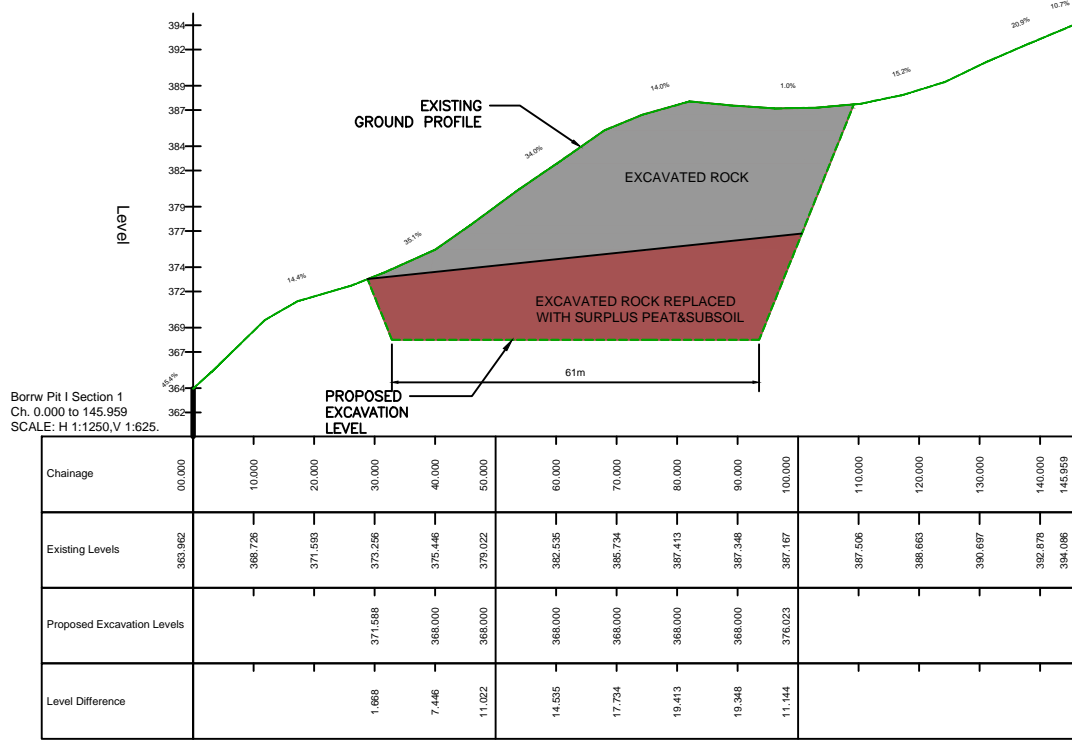 10.7%
394
20.9%
392
15.2%
389
14.0%
1.0%
387
EXISTING
GROUND PROFILE
384
34.0%
382
EXCAVATED ROCK
379
Level
377
35.1%
374
14.4%
372
EXCAVATED ROCK REPLACED
WITH SURPLUS PEAT&SUBSOIL
369
367
61m
45.4%
364
PROPOSED
EXCAVATION
LEVEL
362
Borrw Pit I Section 1
Ch. 0.000 to 145.959
SCALE: H 1:1250,V 1:625.
Chainage 00.000 10.000 20.000 30.000 40.000 50.000 60.000 70.000 80.000 90.000 100.000 110.000 120.000 130.000 140.000 145.959
Existing Levels 363.962 368.726 371.593 373.256 375.446 379.022 382.535 385.734 387.413 387.348 387.167 387.506 388.663 390.697 392.878 394.086
Proposed Excavation Levels 371.588 368.000 368.000 368.000 368.000 368.000 368.000 376.023
Level Difference 1.668 7.446 11.022 14.535 17.734 19.413 19.348 11.144